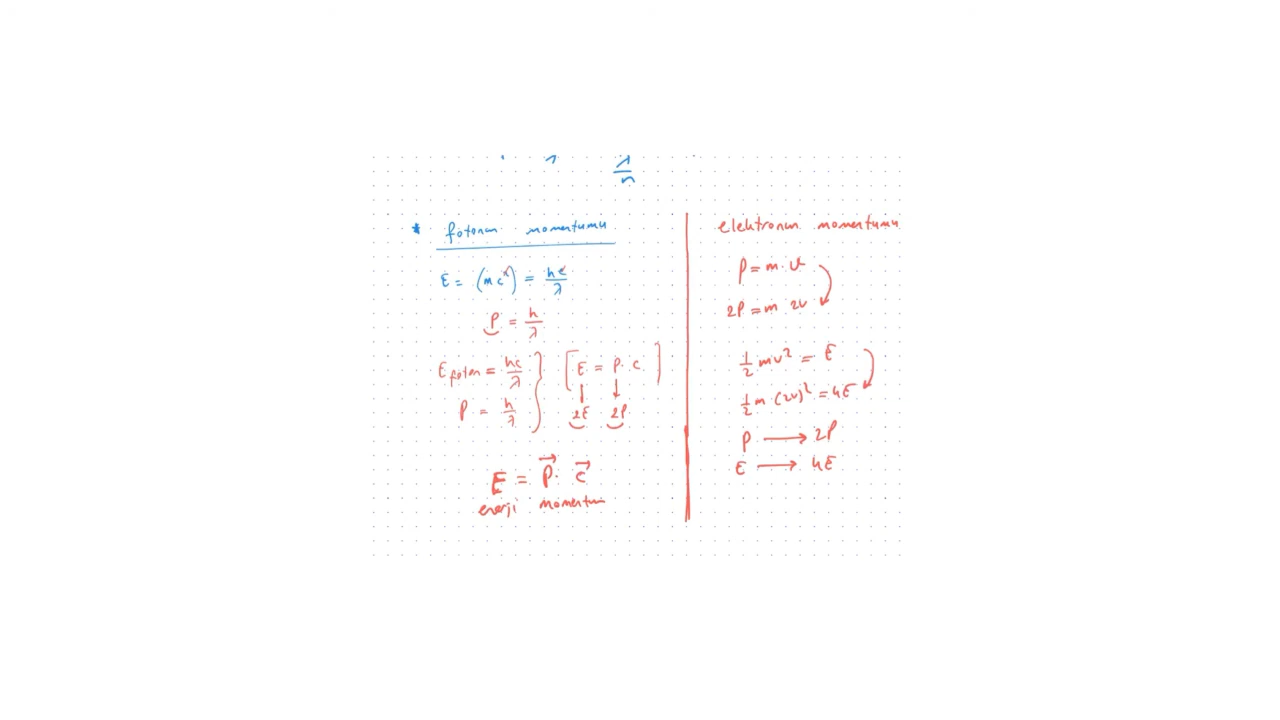 λ/n
* fotonun momentumu
E = (mc²) = hc/λ
P = h/λ
E foton = hc/λ
P = h/λ
[E = P · c]
2E 2P
E = P⃗ · c⃗
enerji momentum
elektronun momentumu
P = m · v
2P = m 2v
1/2 mv² = E
1/2 m (2v)² = 4E
P → 2P
E → 4E